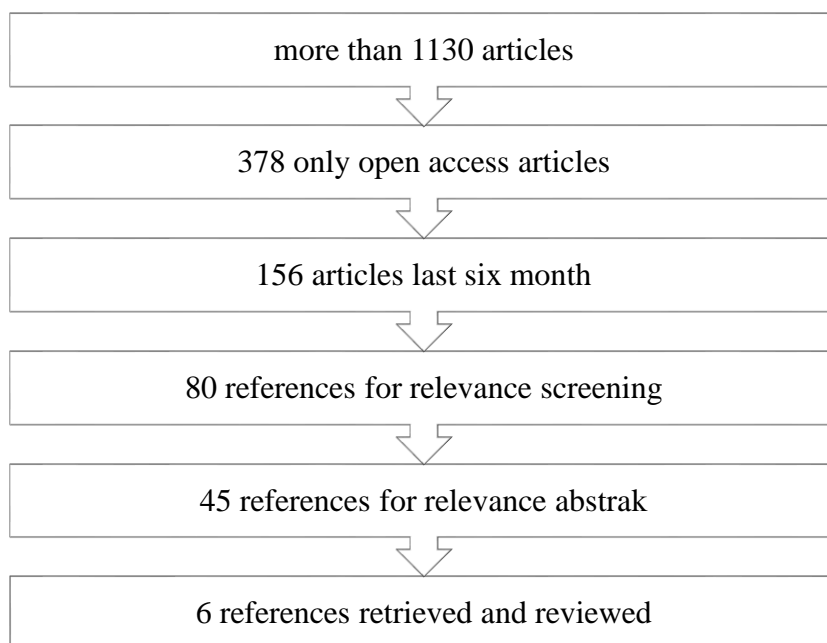 more than 1130 articles
378 only open access articles
156 articles last six month
80 references for relevance screening
45 references for relevance abstrak
6 references retrieved and reviewed